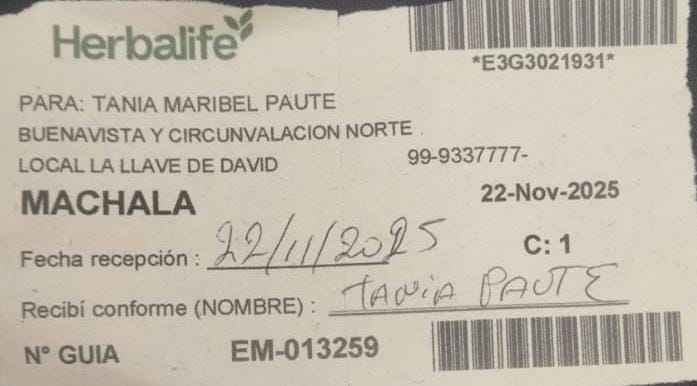 Herbalife
*E3G3021931*
PARA: TANIA MARIBEL PAUTE
BUENAVISTA Y CIRCUNVALACION NORTE
LOCAL LA LLAVE DE DAVID 99-9337777-
MACHALA 22-Nov-2025
Fecha recepción : 22/11/2025 C: 1
Recibí conforme (NOMBRE) : TANIA PAUTE
N° GUIA EM-013259